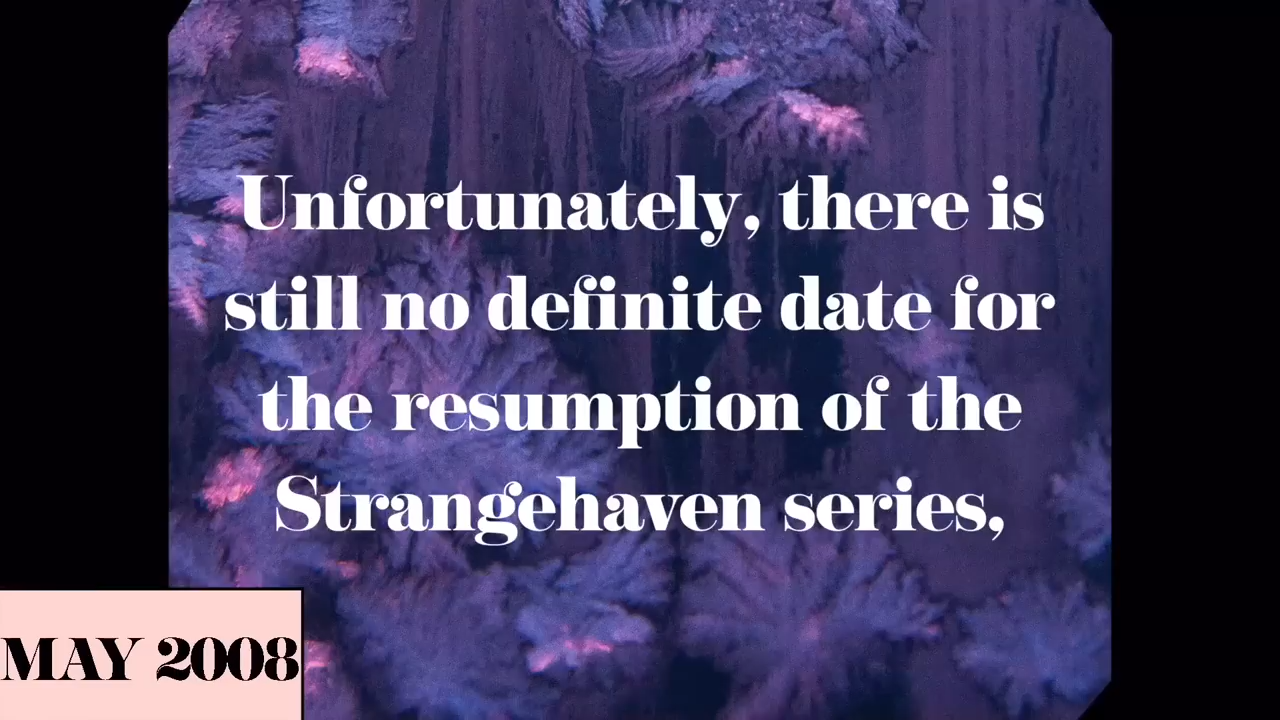 Unfortunately, there is
still no definite date for
the resumption of the
Strangehaven series,
MAY 2008